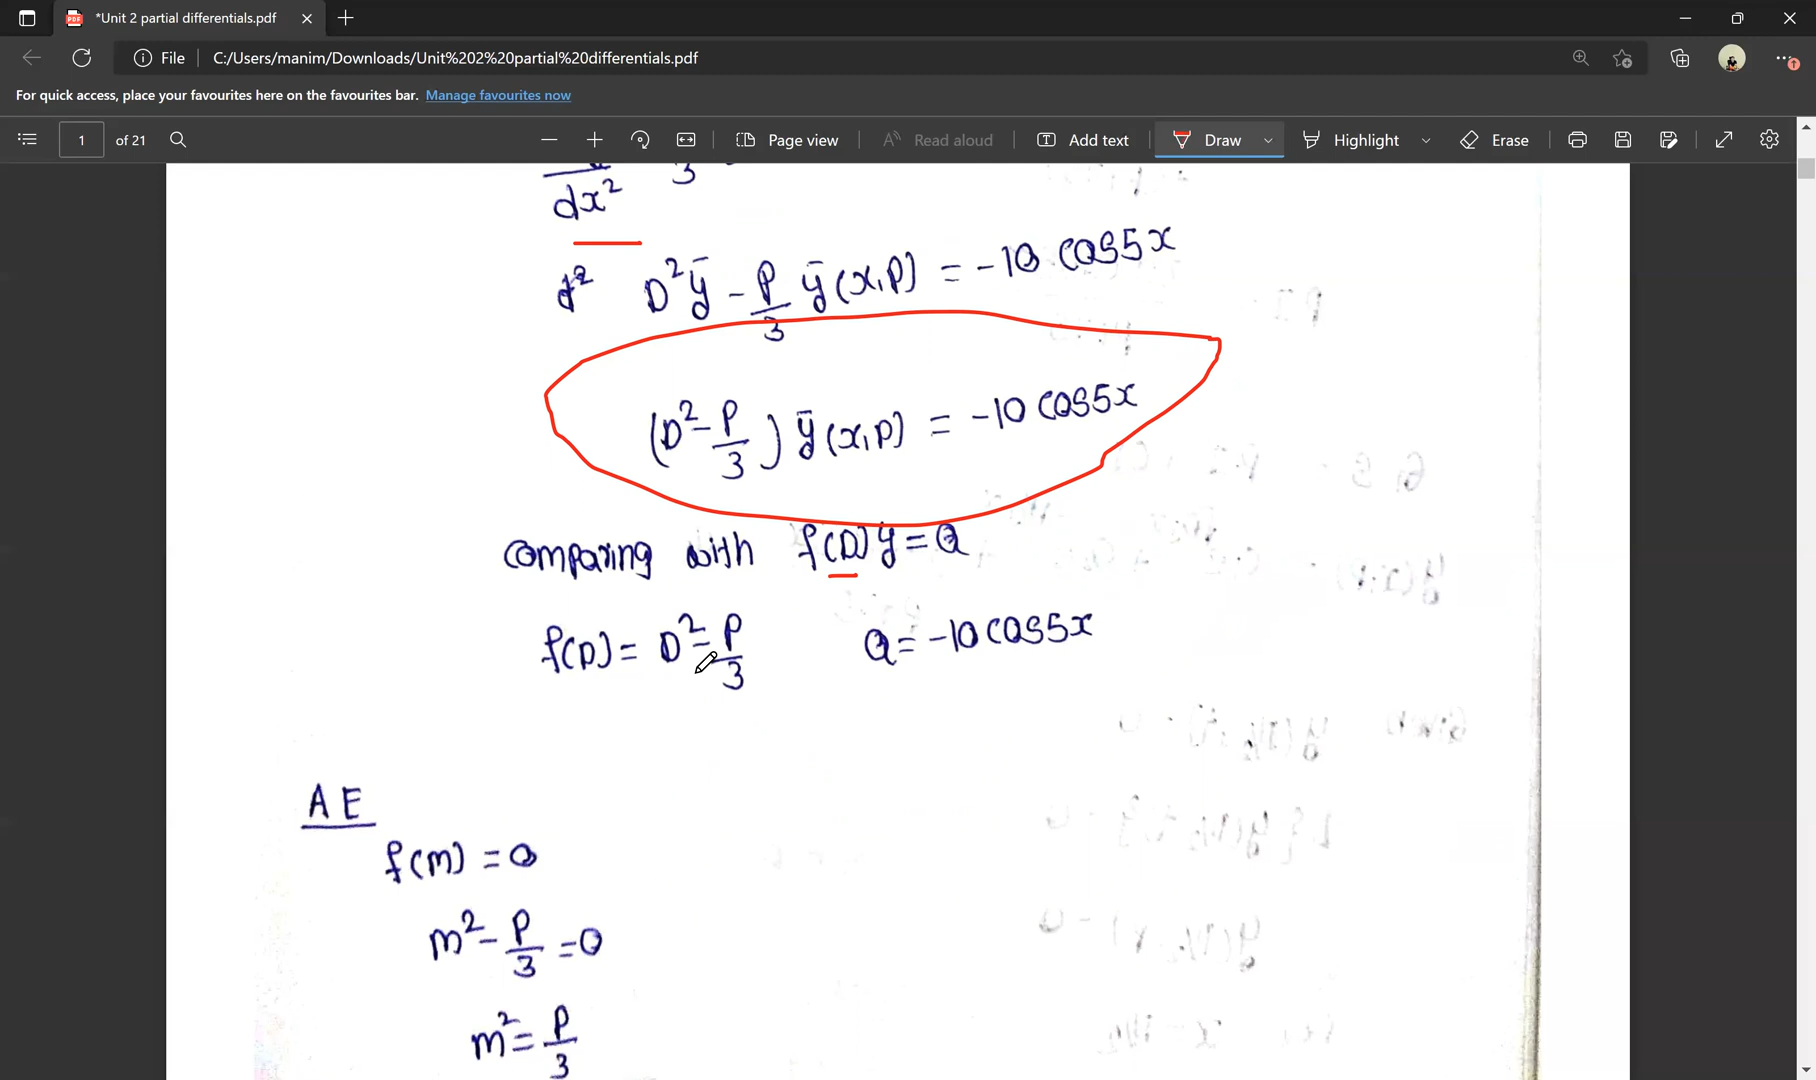 *Unit 2 partial differentials.pdf
File C:/Users/manim/Downloads/Unit%202%20partial%20differentials.pdf
For quick access, place your favourites here on the favourites bar. Manage favourites now
1 of 21 Page view Read aloud Add text Draw Highlight Erase
dx² 3
d² D²ȳ - P/3 ȳ(x,p) = -10 cos5x
(D² - P/3) ȳ(x,p) = -10 cos5x
comparing with f(D)y = Q
f(D) = D² - P/3 Q = -10 cos5x
AE
f(m) = 0
m² - P/3 = 0
m² = P/3